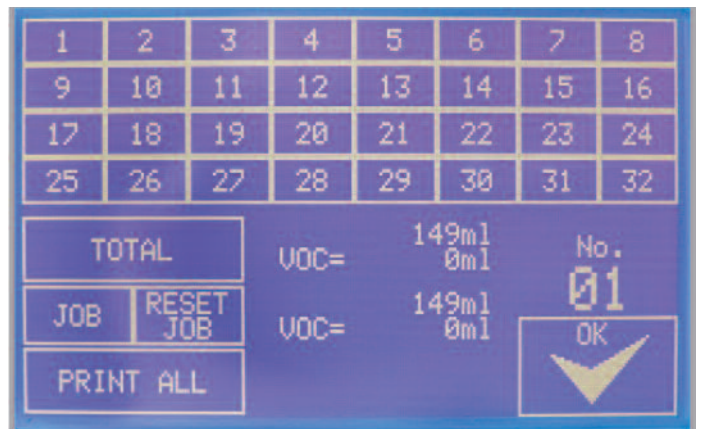 1 2 3 4 5 6 7 8
9 10 11 12 13 14 15 16
17 18 19 20 21 22 23 24
25 26 27 28 29 30 31 32
TOTAL
149ml
VOC= 0ml
No.
01
JOB
RESET
JOB
149ml
VOC= 0ml
OK
PRINT ALL